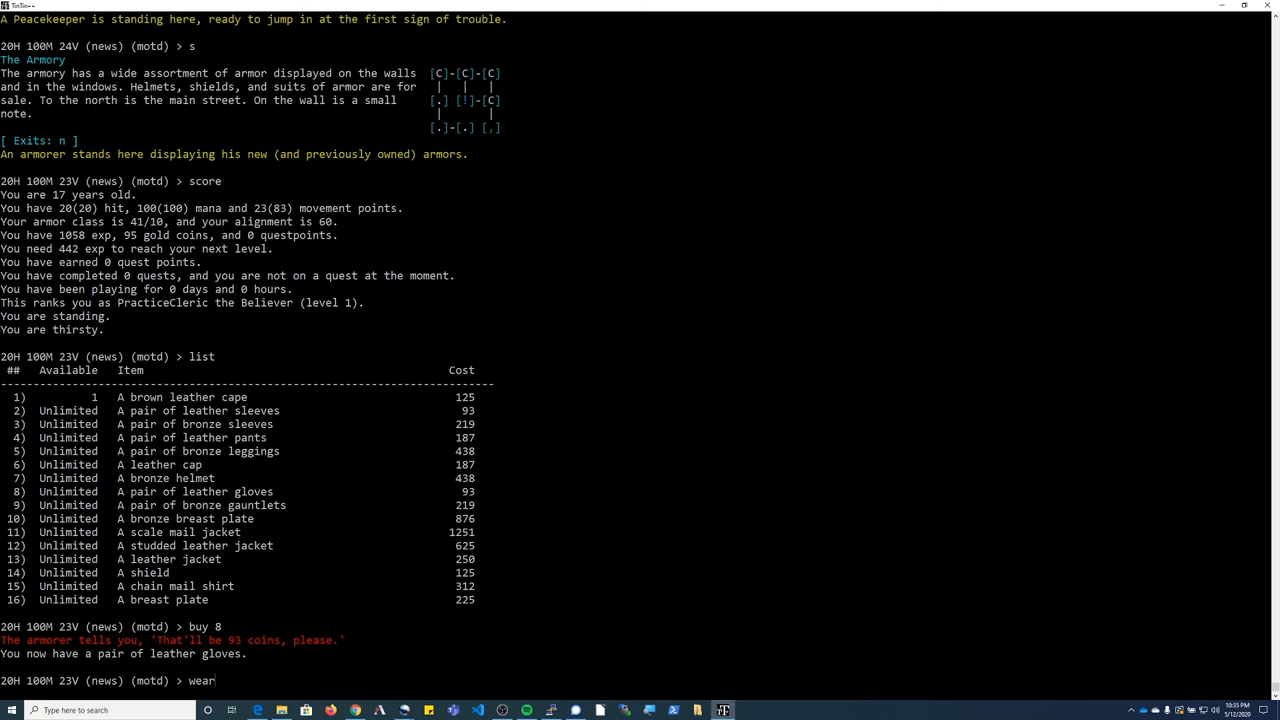 TinTin++
A Peacekeeper is standing here, ready to jump in at the first sign of trouble.
20H 100M 24V (news) (motd) > s
The Armory
The armory has a wide assortment of armor displayed on the walls   [C]-[C]-[C]
and in the windows. Helmets, shields, and suits of armor are for    |   |   |
sale. To the north is the main street. On the wall is a small      [.] [!]-[C]
note.                                                               |       |
                                                                   [.]-[.] [,]
[ Exits: n ]
An armorer stands here displaying his new (and previously owned) armors.
20H 100M 23V (news) (motd) > score
You are 17 years old.
You have 20(20) hit, 100(100) mana and 23(83) movement points.
Your armor class is 41/10, and your alignment is 60.
You have 1058 exp, 95 gold coins, and 0 questpoints.
You need 442 exp to reach your next level.
You have earned 0 quest points.
You have completed 0 quests, and you are not on a quest at the moment.
You have been playing for 0 days and 0 hours.
This ranks you as PracticeCleric the Believer (level 1).
You are standing.
You are thirsty.
20H 100M 23V (news) (motd) > list
 ##   Available   Item                                               Cost
--------------------------------------------------------------------------
  1)          1   A brown leather cape                                125
  2)  Unlimited   A pair of leather sleeves                            93
  3)  Unlimited   A pair of bronze sleeves                            219
  4)  Unlimited   A pair of leather pants                             187
  5)  Unlimited   A pair of bronze leggings                           438
  6)  Unlimited   A leather cap                                       187
  7)  Unlimited   A bronze helmet                                     438
  8)  Unlimited   A pair of leather gloves                             93
  9)  Unlimited   A pair of bronze gauntlets                          219
 10)  Unlimited   A bronze breast plate                               876
 11)  Unlimited   A scale mail jacket                                1251
 12)  Unlimited   A studded leather jacket                            625
 13)  Unlimited   A leather jacket                                    250
 14)  Unlimited   A shield                                            125
 15)  Unlimited   A chain mail shirt                                  312
 16)  Unlimited   A breast plate                                      225
20H 100M 23V (news) (motd) > buy 8
The armorer tells you, 'That'll be 93 coins, please.'
You now have a pair of leather gloves.
20H 100M 23V (news) (motd) > wear
Type here to search
10:35 PM
5/12/2020